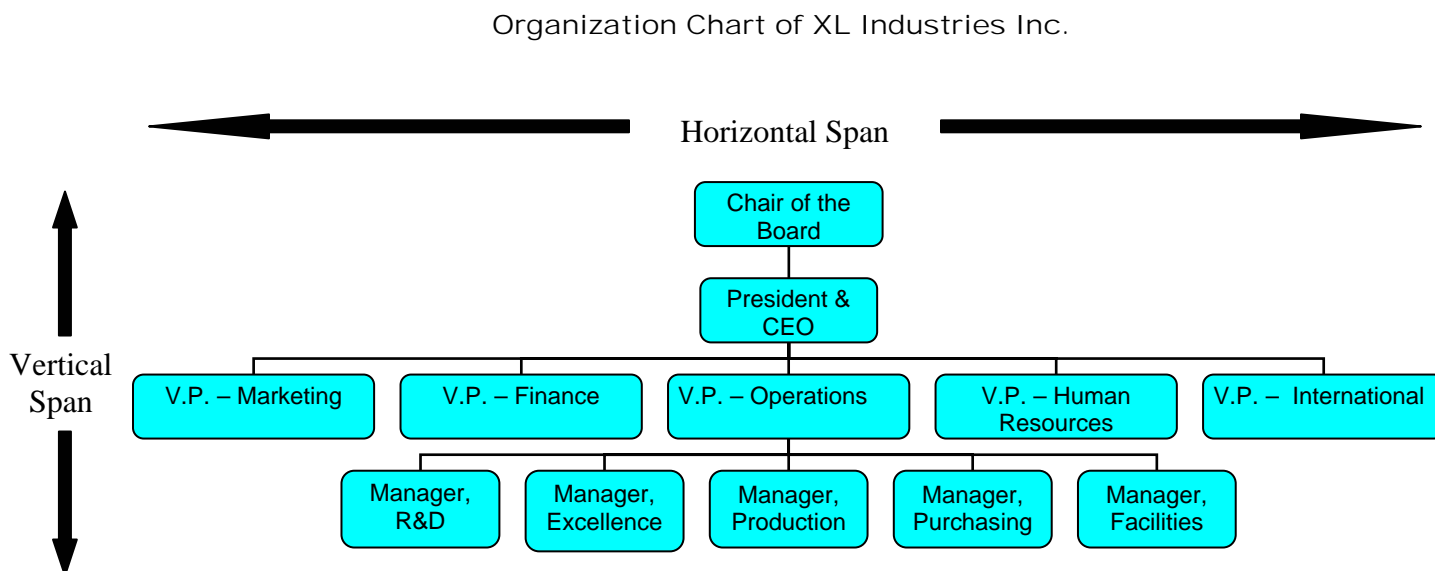 Organization Chart of XL Industries Inc.
Horizontal Span
Chair of the
Board
President &
CEO
Vertical
Span
V.P. – Marketing
V.P. – Finance
V.P. – Operations
V.P. – Human
Resources
V.P. – International
Manager,
R&D
Manager,
Excellence
Manager,
Production
Manager,
Purchasing
Manager,
Facilities